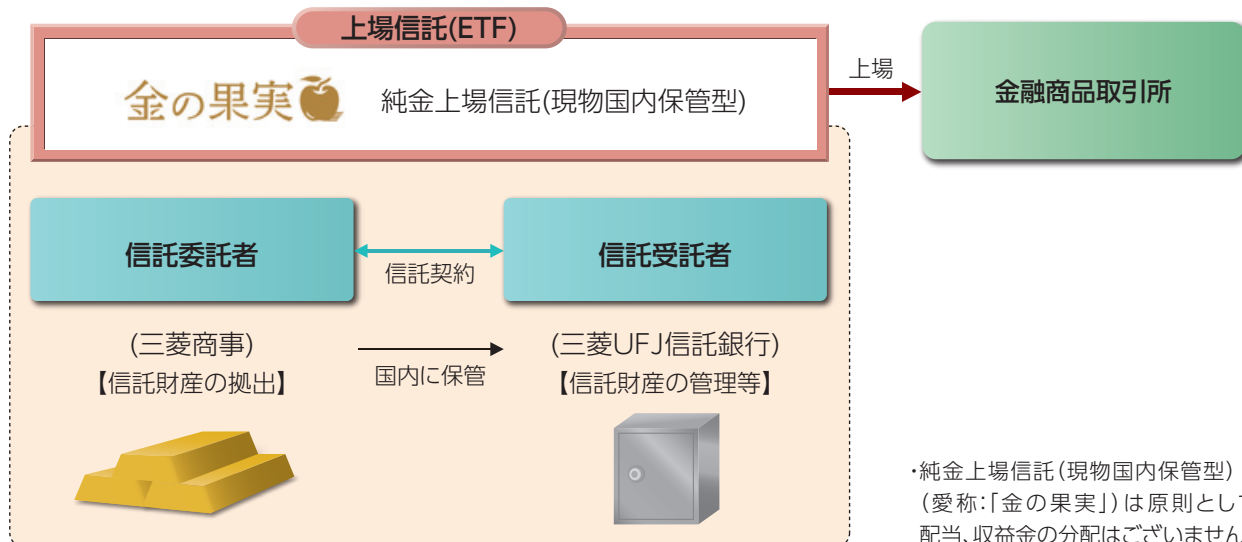 上場信託(ETF)
金の果実
純金上場信託(現物国内保管型)
上場
金融商品取引所
信託委託者
信託契約
信託受託者
(三菱商事)
【信託財産の拠出】
国内に保管
(三菱UFJ信託銀行)
【信託財産の管理等】
・純金上場信託(現物国内保管型)
(愛称:「金の果実」)は原則として
配当、収益金の分配はございません